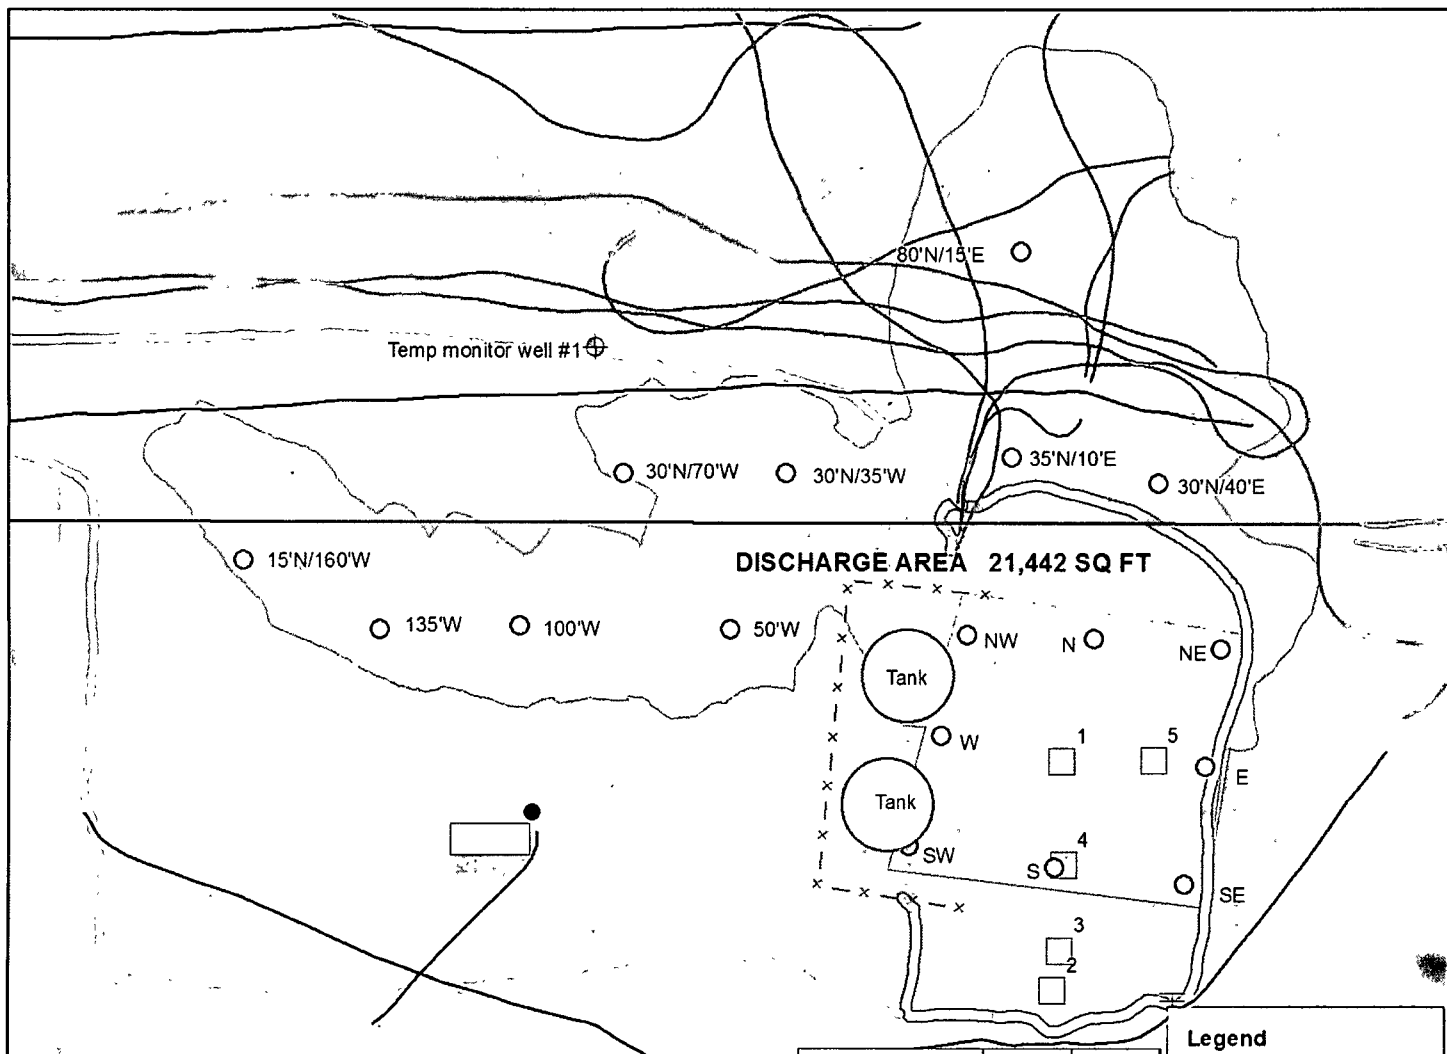 80'N/15'E
Temp monitor well #1
35'N/10'E
30'N/70'W
30'N/35'W
30'N/40'E
15'N/160'W
DISCHARGE AREA 21,442 SQ FT
135'W
100'W
50'W
NW
N
NE
Tank
W
1
5
E
Tank
SW
S
4
SE
3
2
Legend